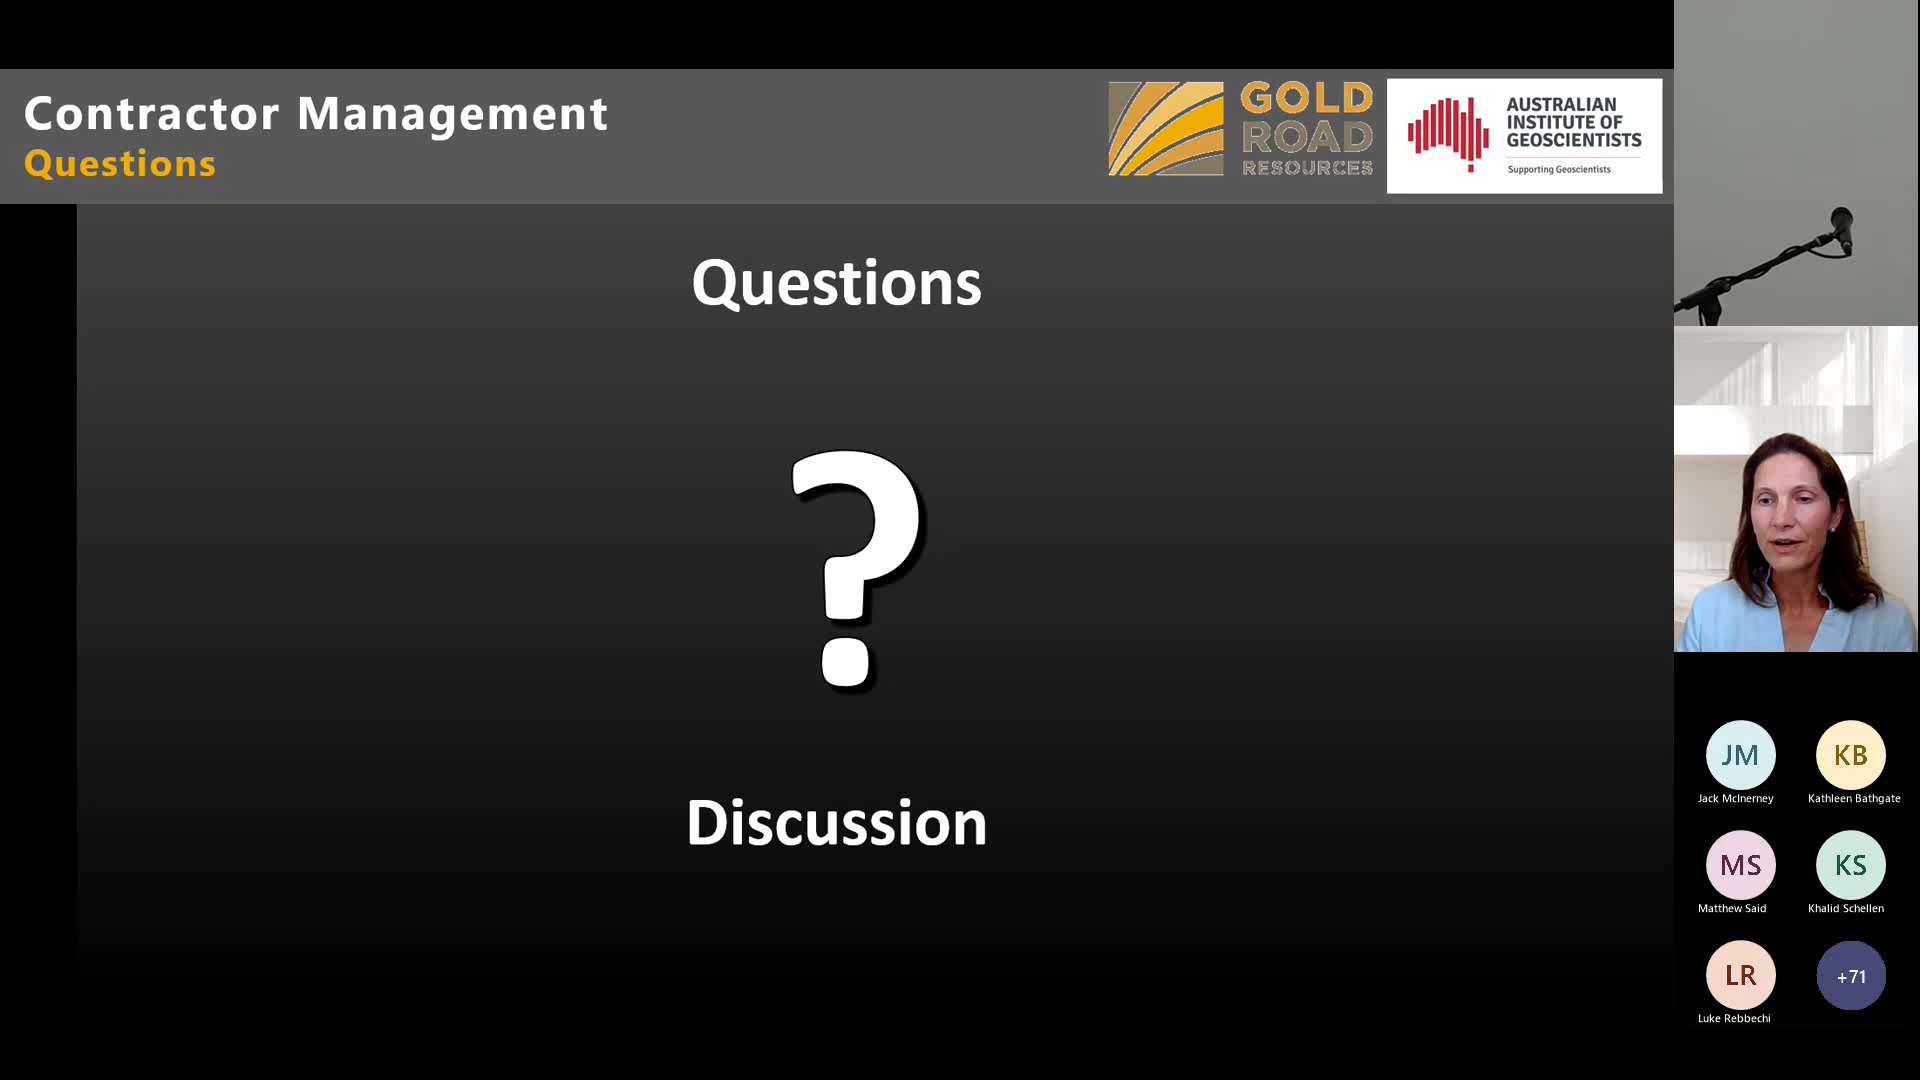 Contractor Management
Questions
GOLD
ROAD
RESOURCES
AUSTRALIAN
INSTITUTE OF
GEOSCIENTISTS
Supporting Geoscientists
Questions
?
Discussion
JM
Jack McInerney
KB
Kathleen Bathgate
MS
Matthew Said
KS
Khalid Schellen
LR
Luke Rebbechi
+71